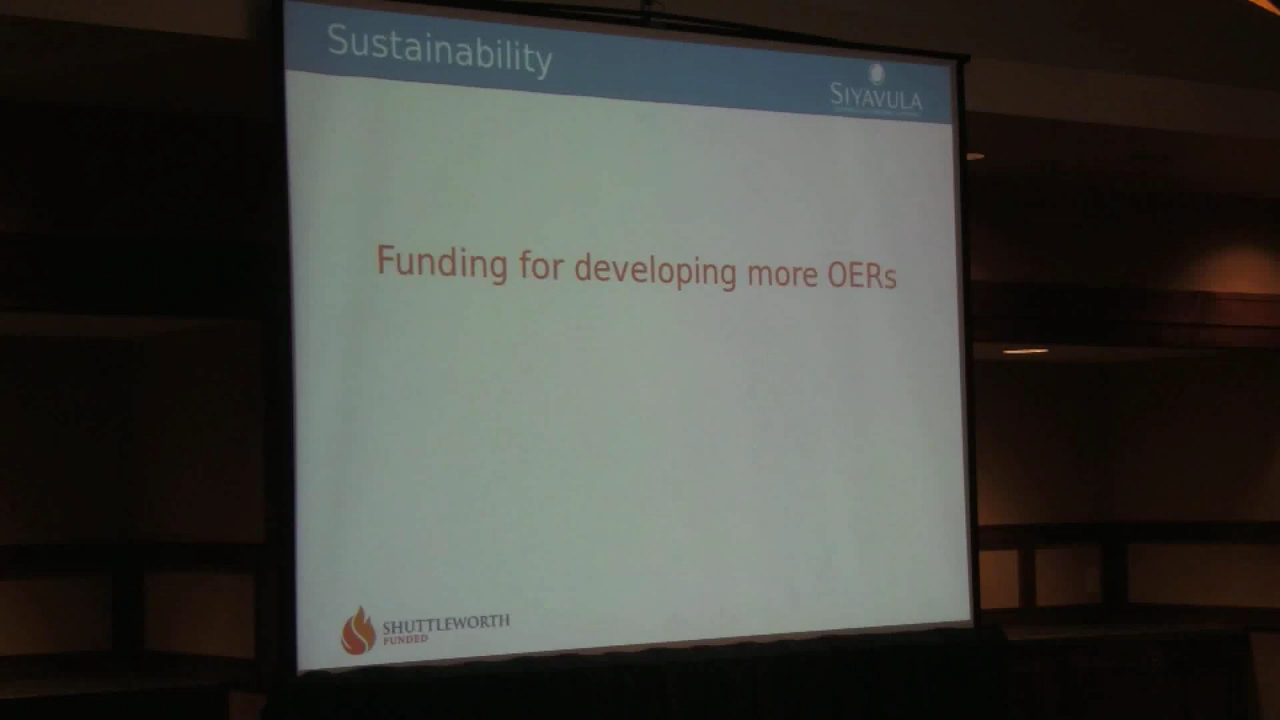 Sustainability
SIYAVULA
Funding for developing more OERs
SHUTTLEWORTH
FUNDED